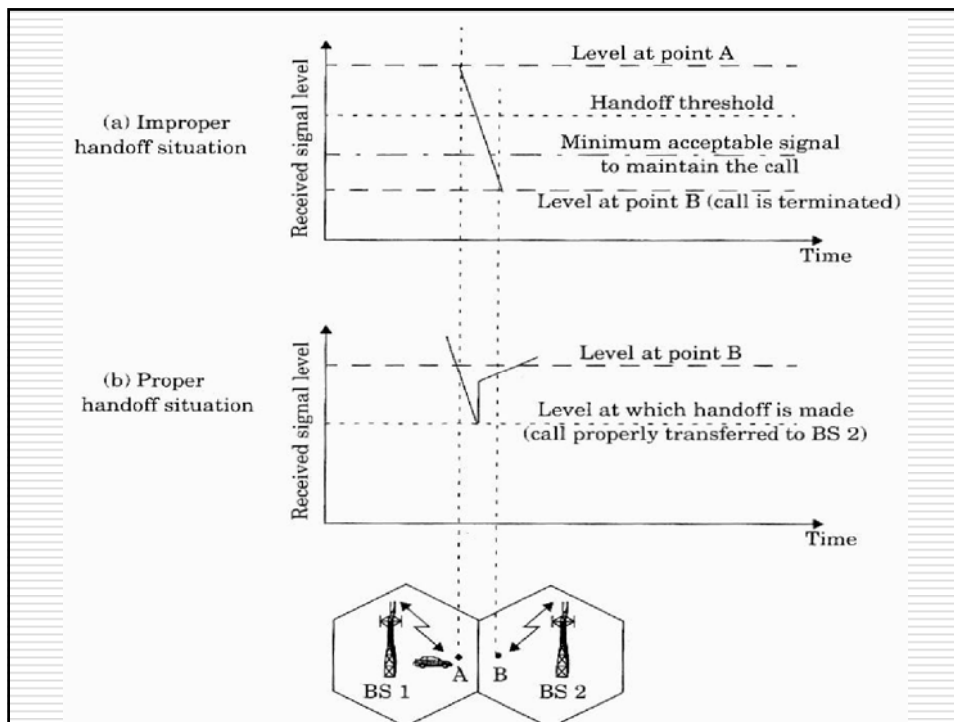 (a) Improper
handoff situation
Received signal level
Level at point A
Handoff threshold
Minimum acceptable signal
to maintain the call
Level at point B (call is terminated)
Time
(b) Proper
handoff situation
Received signal level
Level at point B
Level at which handoff is made
(call properly transferred to BS 2)
Time
BS 1
A
B
BS 2